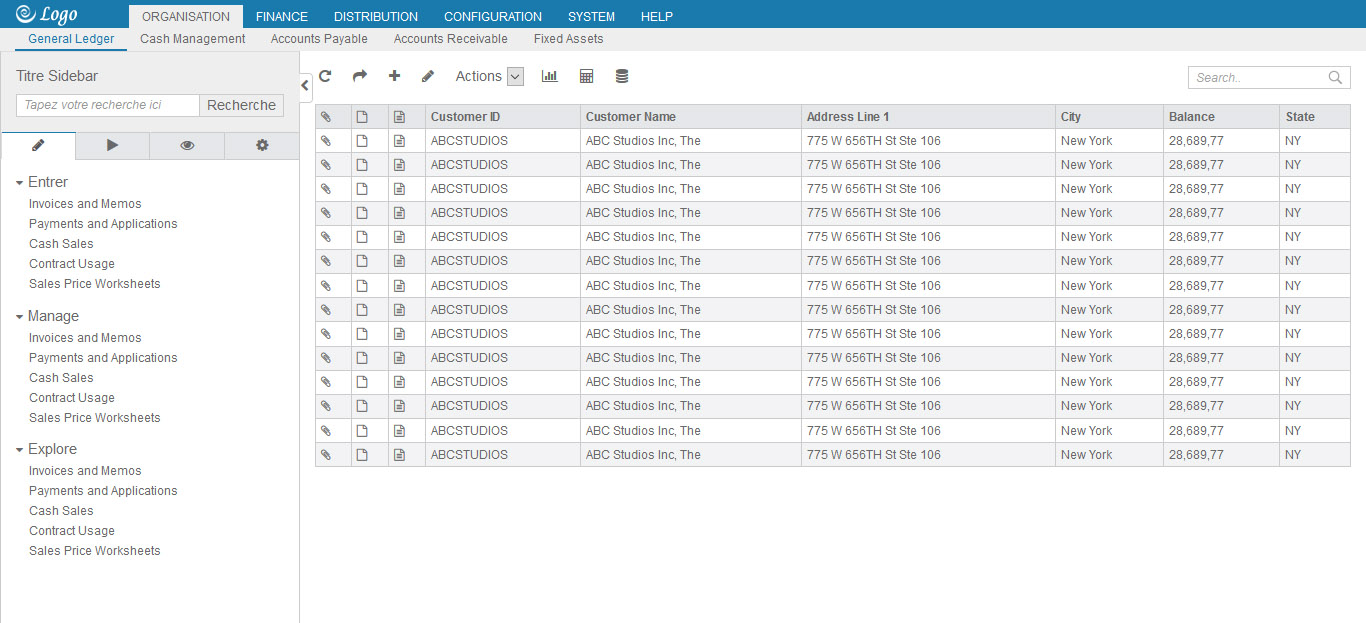 Logo ORGANISATION FINANCE DISTRIBUTION CONFIGURATION SYSTEM HELP
General Ledger Cash Management Accounts Payable Accounts Receivable Fixed Assets
Titre Sidebar
Tapez votre recherche ici Recherche
Entrer
Invoices and Memos
Payments and Applications
Cash Sales
Contract Usage
Sales Price Worksheets
Manage
Invoices and Memos
Payments and Applications
Cash Sales
Contract Usage
Sales Price Worksheets
Explore
Invoices and Memos
Payments and Applications
Cash Sales
Contract Usage
Sales Price Worksheets
Actions Search..
Customer ID Customer Name Address Line 1 City Balance State
ABCSTUDIOS ABC Studios Inc, The 775 W 656TH St Ste 106 New York 28,689,77 NY
ABCSTUDIOS ABC Studios Inc, The 775 W 656TH St Ste 106 New York 28,689,77 NY
ABCSTUDIOS ABC Studios Inc, The 775 W 656TH St Ste 106 New York 28,689,77 NY
ABCSTUDIOS ABC Studios Inc, The 775 W 656TH St Ste 106 New York 28,689,77 NY
ABCSTUDIOS ABC Studios Inc, The 775 W 656TH St Ste 106 New York 28,689,77 NY
ABCSTUDIOS ABC Studios Inc, The 775 W 656TH St Ste 106 New York 28,689,77 NY
ABCSTUDIOS ABC Studios Inc, The 775 W 656TH St Ste 106 New York 28,689,77 NY
ABCSTUDIOS ABC Studios Inc, The 775 W 656TH St Ste 106 New York 28,689,77 NY
ABCSTUDIOS ABC Studios Inc, The 775 W 656TH St Ste 106 New York 28,689,77 NY
ABCSTUDIOS ABC Studios Inc, The 775 W 656TH St Ste 106 New York 28,689,77 NY
ABCSTUDIOS ABC Studios Inc, The 775 W 656TH St Ste 106 New York 28,689,77 NY
ABCSTUDIOS ABC Studios Inc, The 775 W 656TH St Ste 106 New York 28,689,77 NY
ABCSTUDIOS ABC Studios Inc, The 775 W 656TH St Ste 106 New York 28,689,77 NY
ABCSTUDIOS ABC Studios Inc, The 775 W 656TH St Ste 106 New York 28,689,77 NY